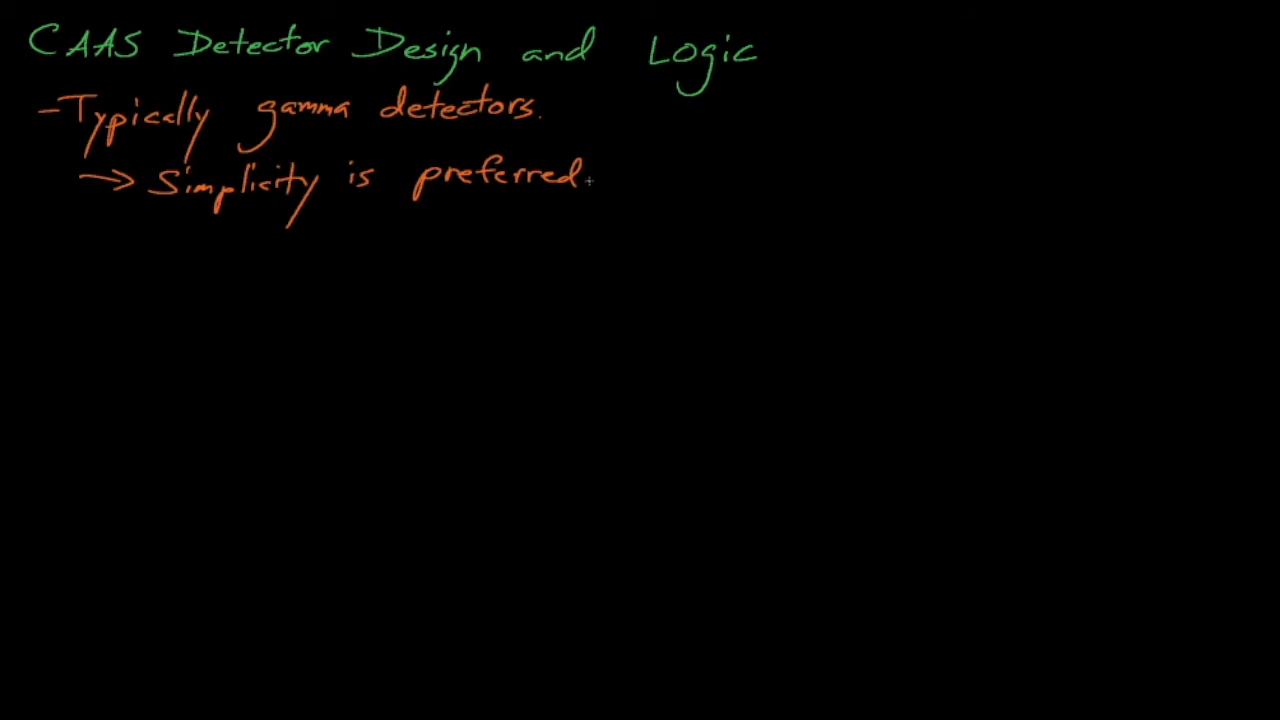 CAAS Detector Design and Logic
- Typically gamma detectors.
→ Simplicity is preferred